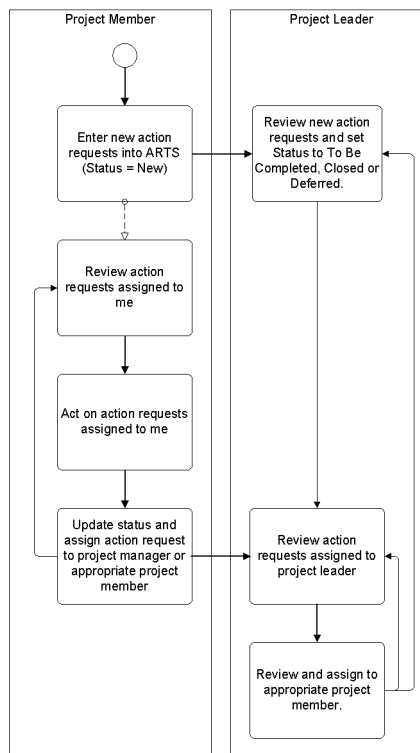 Project Member
Project Leader
Enter new action
requests into ARTS
(Status = New)
Review new action
requests and set
Status to To Be
Completed, Closed or
Deferred.
Review action
requests assigned to
me
Act on action requests
assigned to me
Update status and
assign action request
to project manager or
appropriate project
member
Review action
requests assigned to
project leader
Review and assign to
appropriate project
member.